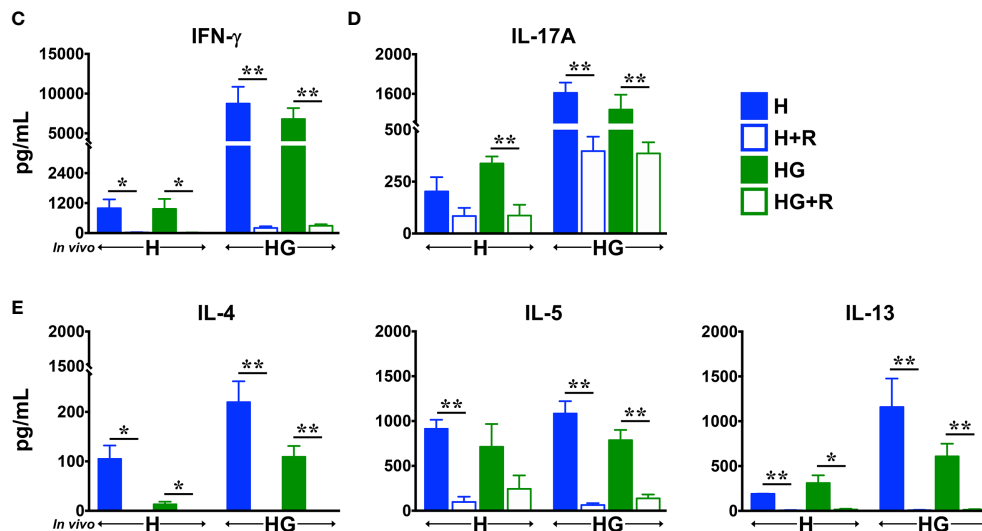 C
IFN-γ
pg/mL
15000
10000
5000
2400
1200
0
**
**
*
*
In vivo
H
HG
D
IL-17A
2000
1600
500
250
0
**
**
**
H
HG
H
H+R
HG
HG+R
E
IL-4
pg/mL
2000
1500
200
100
0
*
*
**
**
In vivo
H
HG
IL-5
2000
1500
1000
500
0
**
**
**
H
HG
IL-13
2000
1500
1000
500
0
**
*
**
**
H
HG